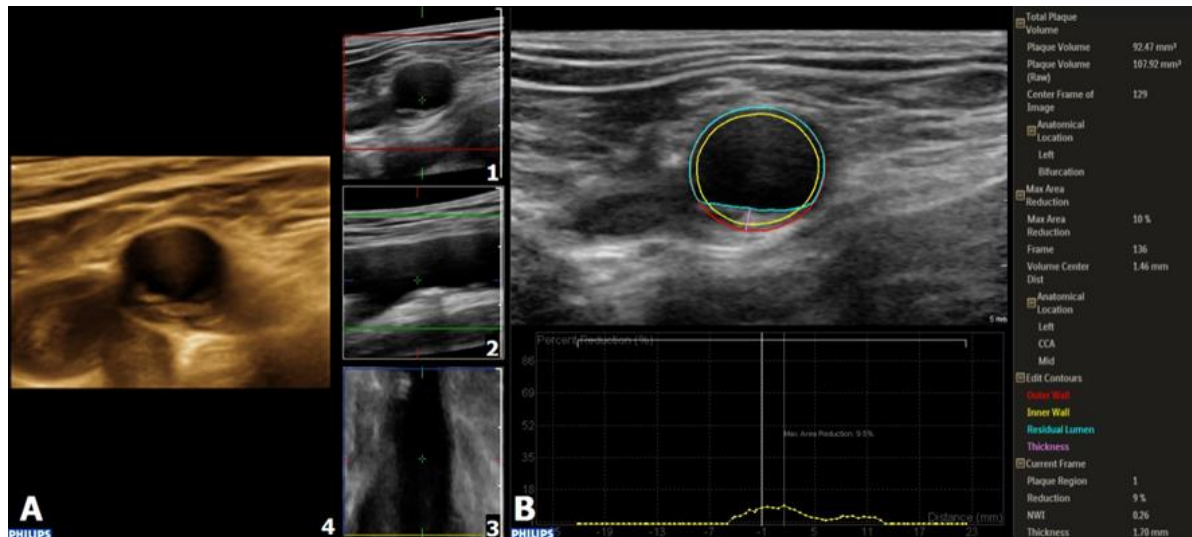 1
2
3
4
A
PHILIPS
B
PHILIPS
5 mm
Percent Reduction (%)
86
69
52
35
18
Max. Area Reduction: 9.5%
Distance (mm)
-19
-13
-7
-1
5
11
17
23
Total Plaque
Volume
Plaque Volume 92.47 mm³
Plaque Volume 107.92 mm³
(Raw)
Center Frame of 129
Image
Anatomical
Location
Left
Bifurcation
Max Area
Reduction
Max Area 10 %
Reduction
Frame 136
Volume Center 1.46 mm
Dist
Anatomical
Location
Left
CCA
Mid
Edit Contours
Outer Wall
Inner Wall
Residual Lumen
Thickness
Current Frame
Plaque Region 1
Reduction 9 %
NWI 0.26
Thickness 1.70 mm